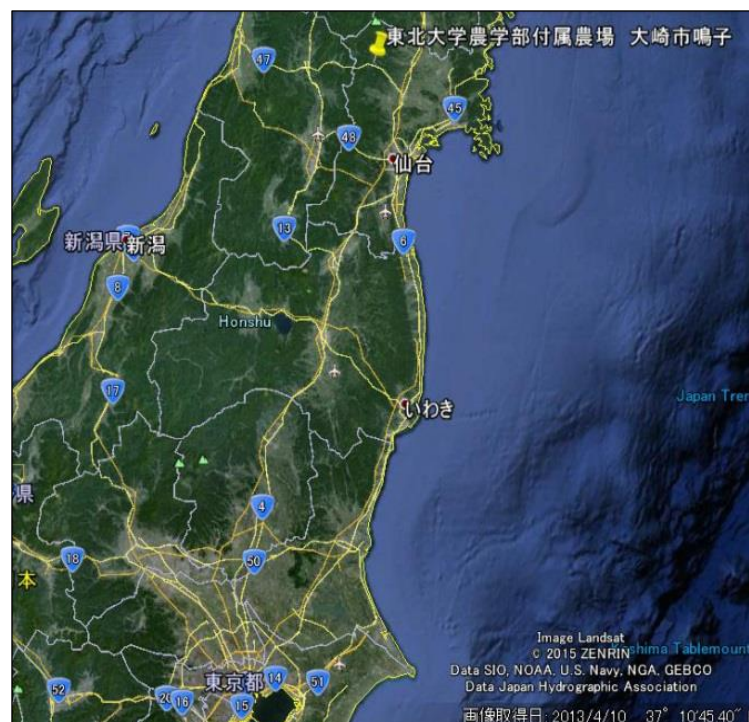 東北大学農学部付属農場 大崎市鳴子
47
45
48
仙台
13
6
新潟県
新潟
8
Honshu
17
いわき
Japan Tren
県
4
18
50
本
Image Landsat
© 2015 ZENRIN
shima Tablemount
Data SIO, NOAA, U.S. Navy, NGA, GEBCO
Data Japan Hydrographic Association
東京都
14
51
52
20
16
15
画像取得日: 2013/4/10 37° 10'45.40"